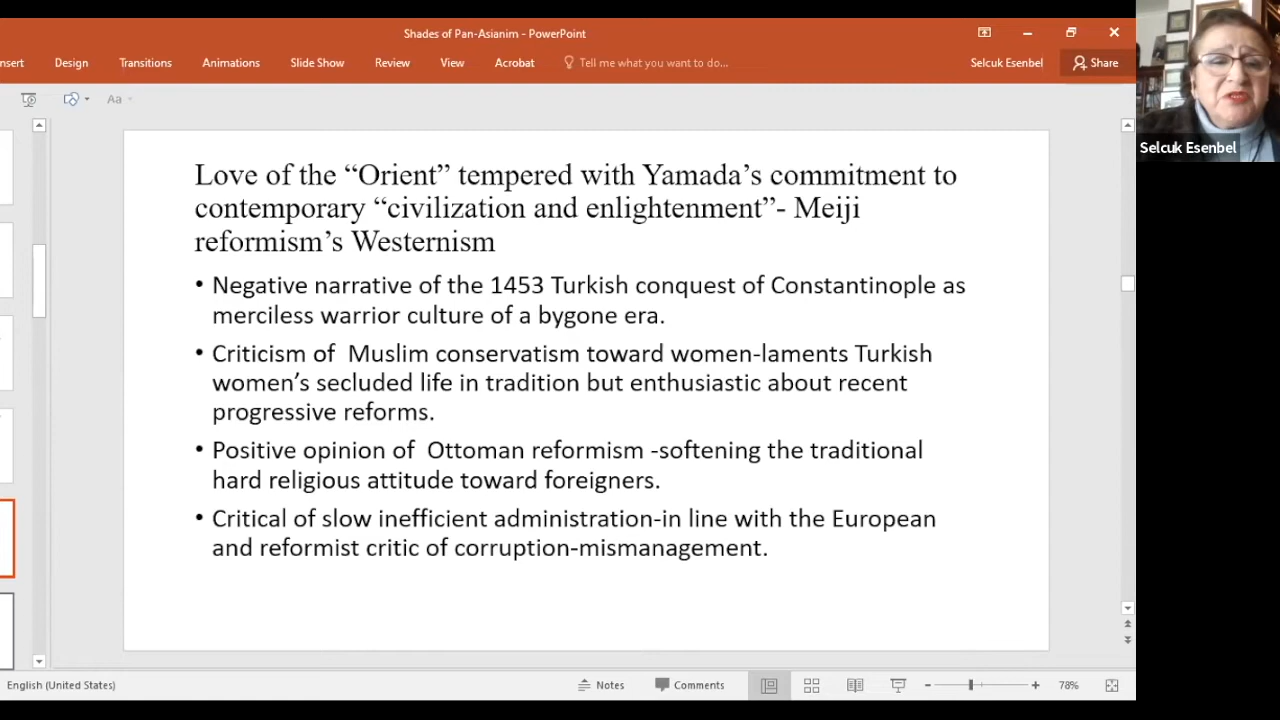 Shades of Pan-Asianim - PowerPoint
nsert Design Transitions Animations Slide Show Review View Acrobat Tell me what you want to do... Selcuk Esenbel Share
Aa
Selcuk Esenbel
Love of the “Orient” tempered with Yamada’s commitment to
contemporary “civilization and enlightenment”- Meiji
reformism’s Westernism
• Negative narrative of the 1453 Turkish conquest of Constantinople as
merciless warrior culture of a bygone era.
• Criticism of  Muslim conservatism toward women-laments Turkish
women’s secluded life in tradition but enthusiastic about recent
progressive reforms.
• Positive opinion of  Ottoman reformism -softening the traditional
hard religious attitude toward foreigners.
• Critical of slow inefficient administration-in line with the European
and reformist critic of corruption-mismanagement.
English (United States) Notes Comments 78%